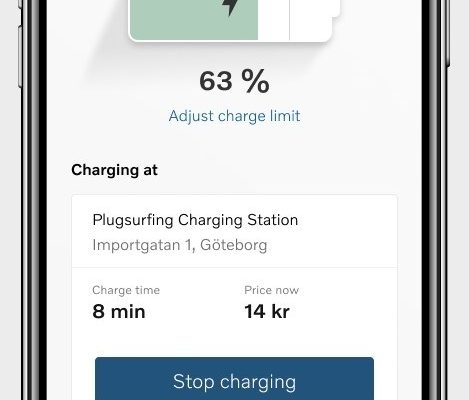 63 %
Adjust charge limit
Charging at
Plugsurfing Charging Station
Importgatan 1, Göteborg
Charge time
Price now
8 min
14 kr
Stop charging